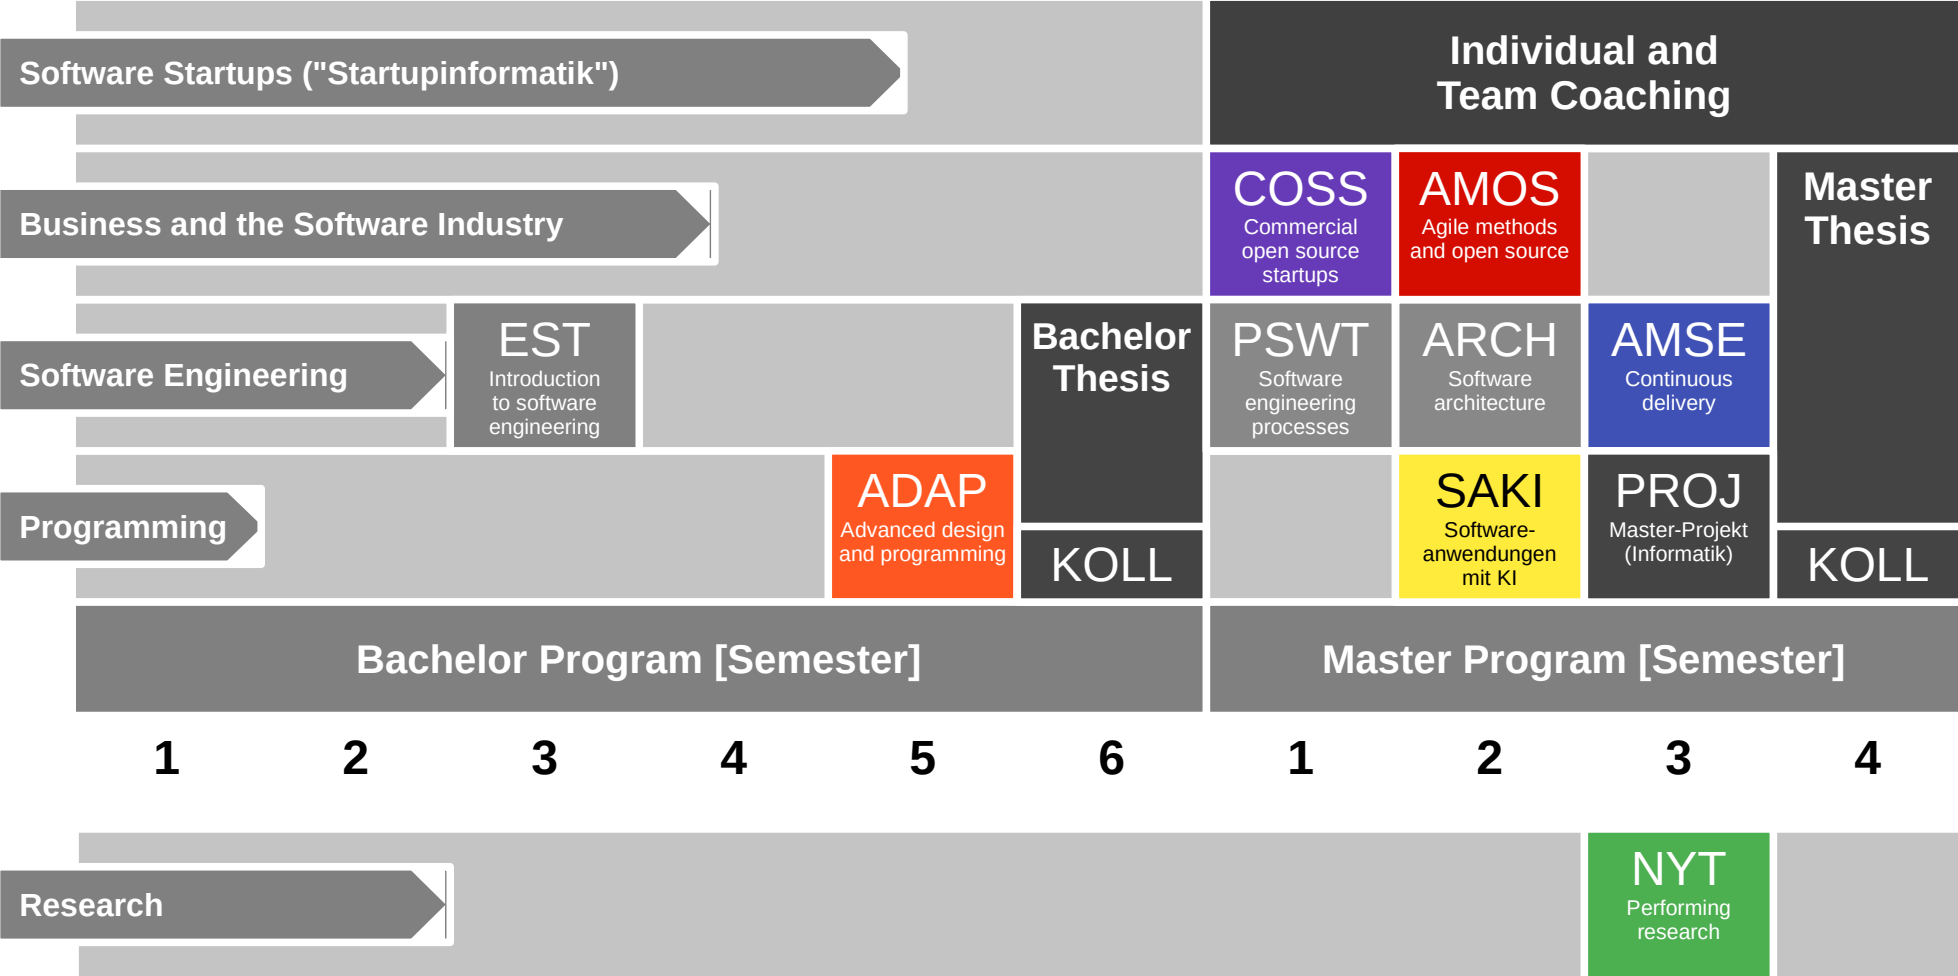 Software Startups ("Startupinformatik")
Individual and
Team Coaching
Business and the Software Industry
COSS
Commercial
open source
startups
AMOS
Agile methods
and open source
Master
Thesis
Software Engineering
EST
Introduction
to software
engineering
Bachelor
Thesis
PSWT
Software
engineering
processes
ARCH
Software
architecture
AMSE
Continuous
delivery
Programming
ADAP
Advanced design
and programming
KOLL
SAKI
Software-
anwendungen
mit KI
PROJ
Master-Projekt
(Informatik)
KOLL
Bachelor Program [Semester]
Master Program [Semester]
1 2 3 4 5 6 1 2 3 4
Research
NYT
Performing
research